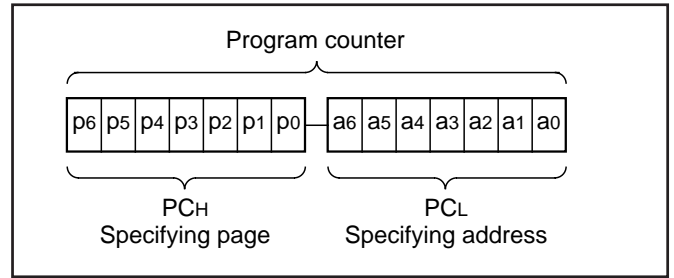 Program counter
p6 p5 p4 p3 p2 p1 p0 a6 a5 a4 a3 a2 a1 a0
PCH PCL
Specifying page Specifying address